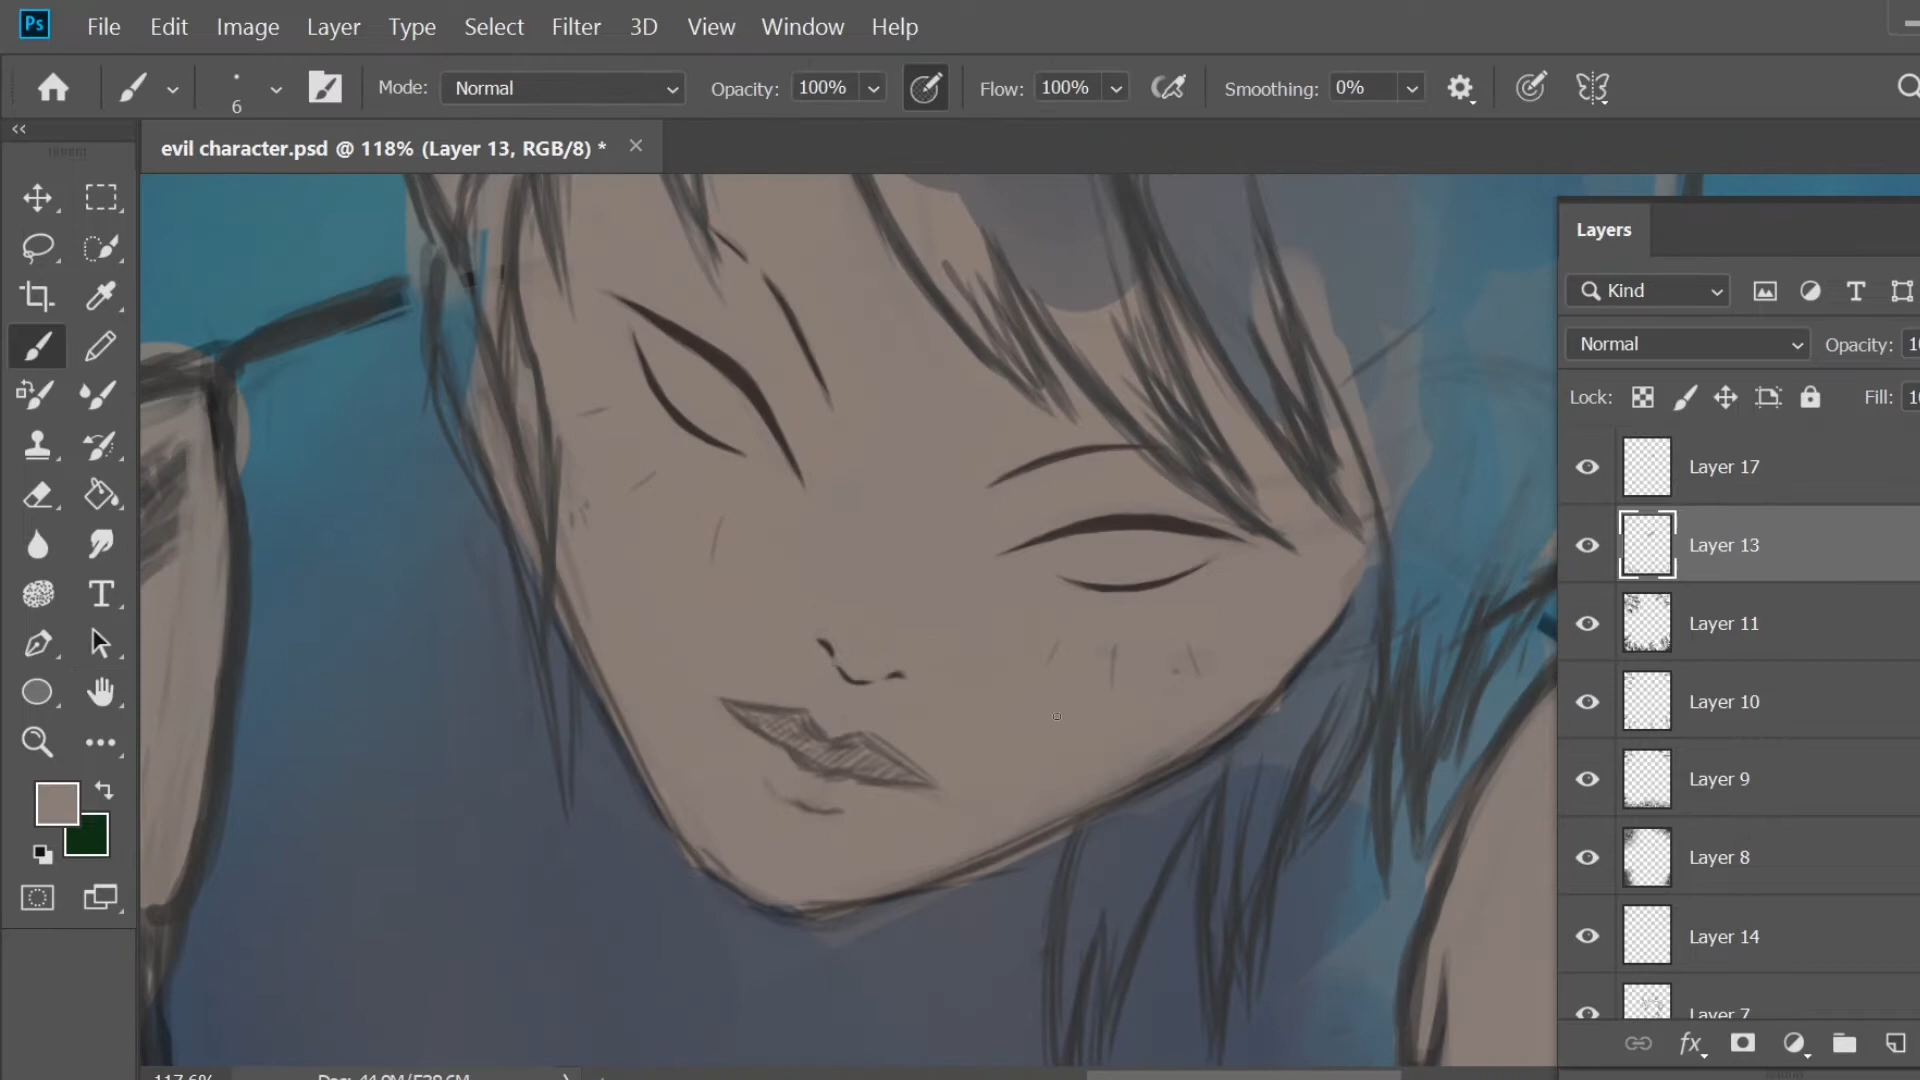 Ps File Edit Image Layer Type Select Filter 3D View Window Help
6 Mode: Normal Opacity: 100% Flow: 100% Smoothing: 0%
evil character.psd @ 118% (Layer 13, RGB/8) *
Layers
Kind
Normal Opacity:
Lock: Fill:
Layer 17
Layer 13
Layer 11
Layer 10
Layer 9
Layer 8
Layer 14
Layer 7
fx
117.6%